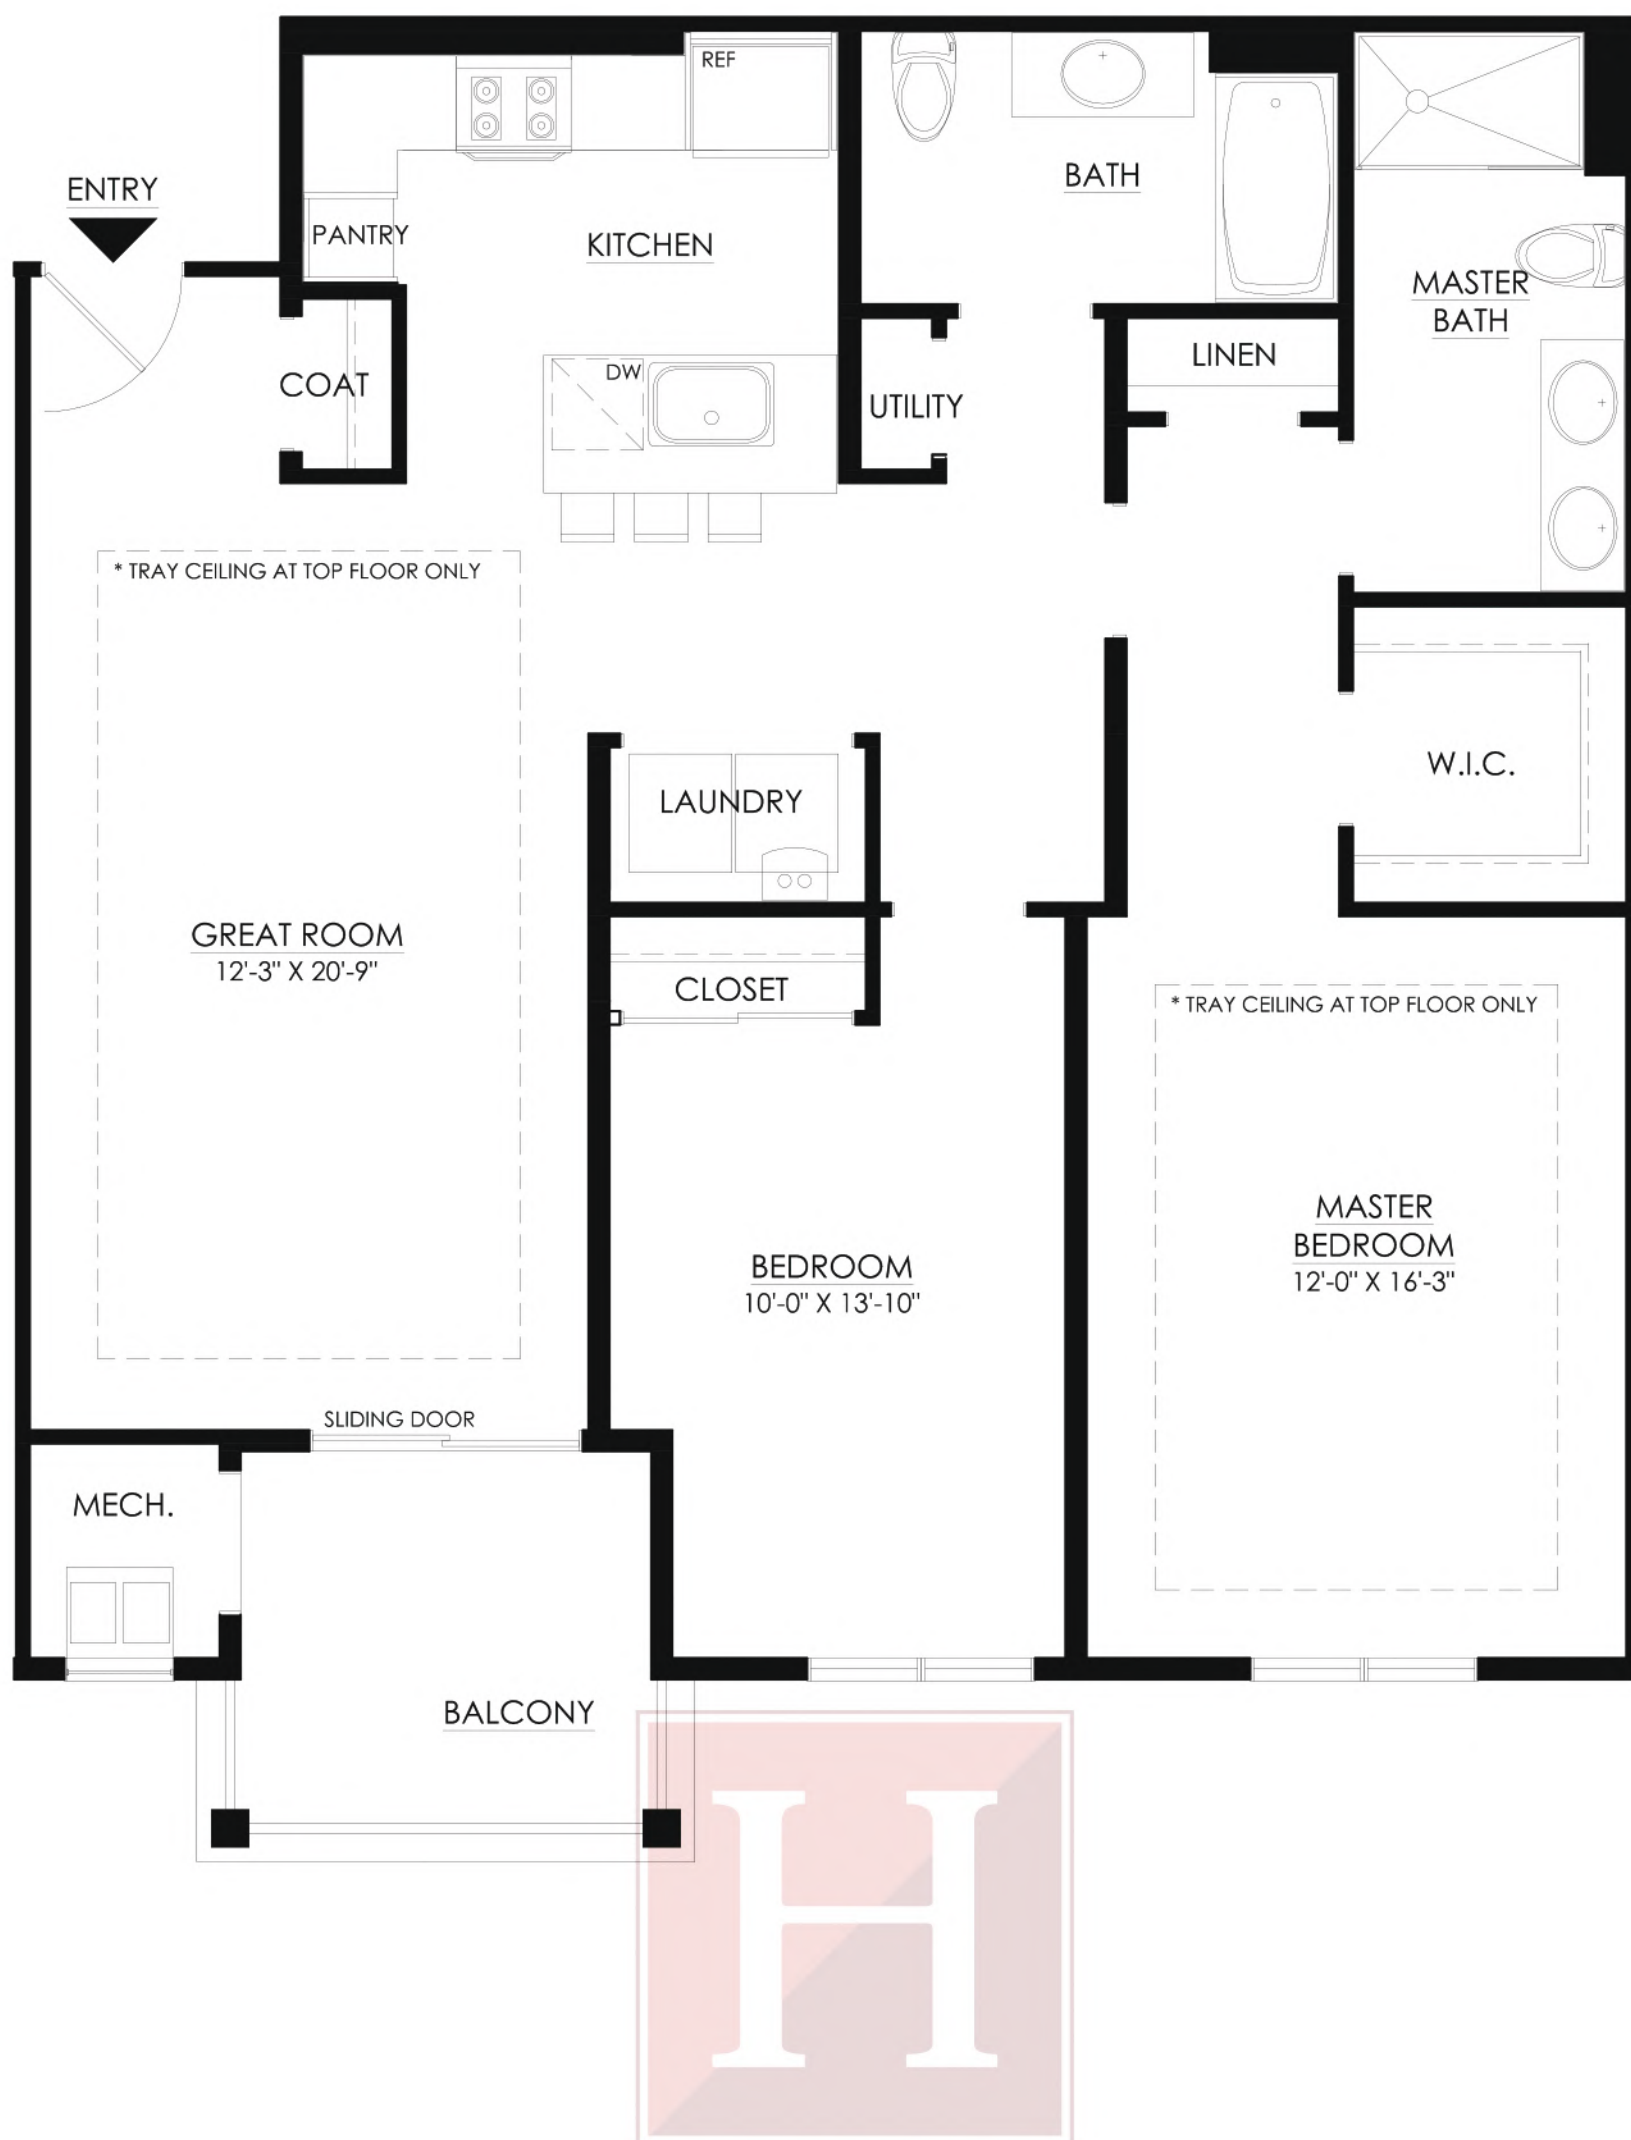 REF
ENTRY
BATH
PANTRY
KITCHEN
MASTER
BATH
LINEN
COAT
DW
UTILITY
* TRAY CEILING AT TOP FLOOR ONLY
W.I.C.
LAUNDRY
GREAT ROOM
12'-3" X 20'-9"
CLOSET
* TRAY CEILING AT TOP FLOOR ONLY
MASTER
BEDROOM
12'-0" X 16'-3"
BEDROOM
10'-0" X 13'-10"
SLIDING DOOR
MECH.
BALCONY
H